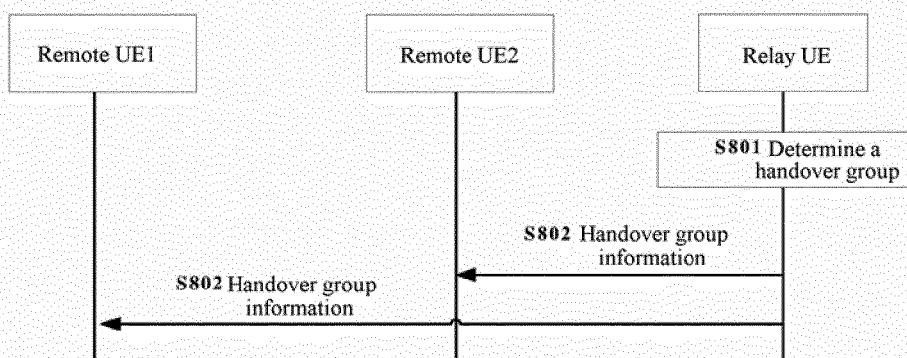 Remote UE1
Remote UE2
Relay UE
S801 Determine a
handover group
S802 Handover group
information
S802 Handover group
information